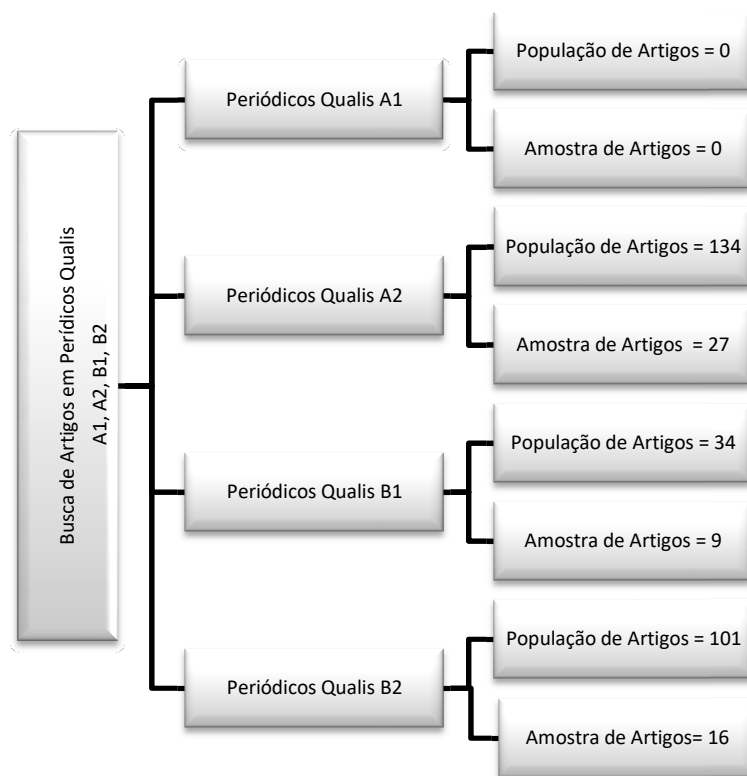 Busca de Artigos em Perídicos Qualis
A1, A2, B1, B2
Periódicos Qualis A1
População de Artigos = 0
Amostra de Artigos = 0
Periódicos Qualis A2
População de Artigos = 134
Amostra de Artigos  = 27
Periódicos Qualis B1
População de Artigos = 34
Amostra de Artigos = 9
Periódicos Qualis B2
População de Artigos = 101
Amostra de Artigos= 16